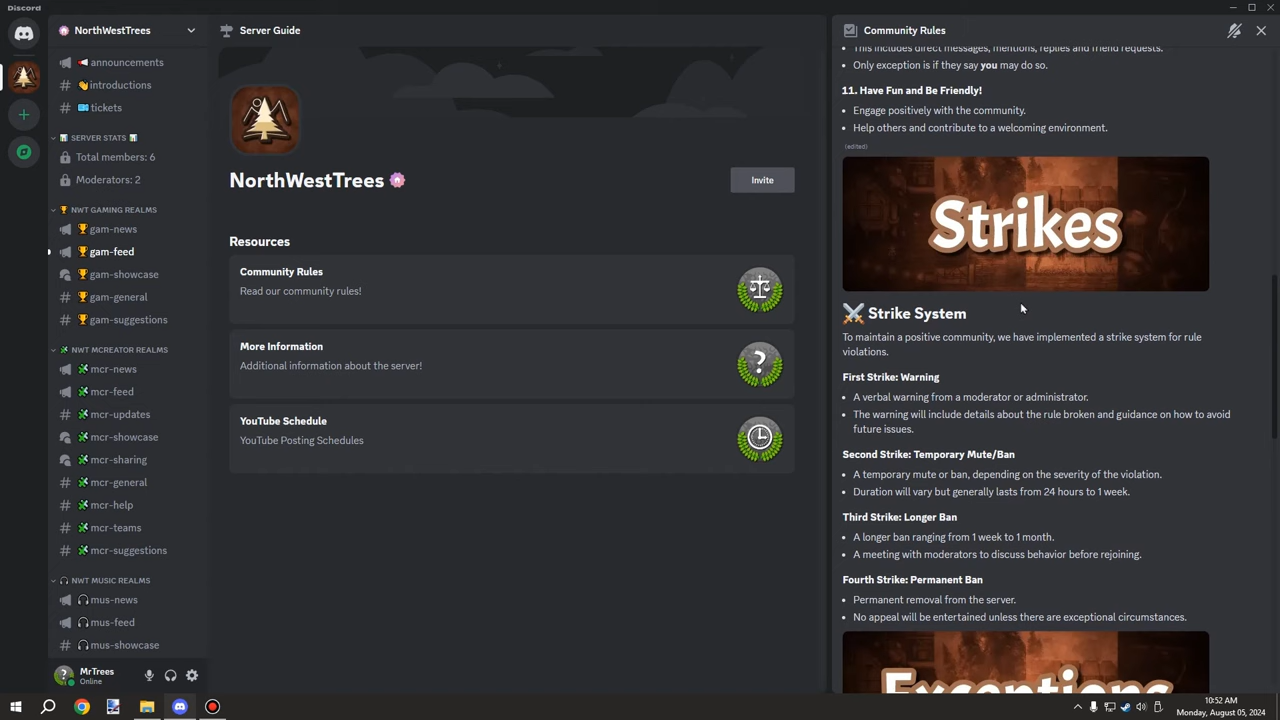 Discord
NorthWestTrees
announcements
introductions
tickets
SERVER STATS
Total members: 6
Moderators: 2
NWT GAMING REALMS
gam-news
gam-feed
gam-showcase
gam-general
gam-suggestions
NWT MCREATOR REALMS
mcr-news
mcr-feed
mcr-updates
mcr-showcase
mcr-sharing
mcr-general
mcr-help
mcr-teams
mcr-suggestions
NWT MUSIC REALMS
mus-news
mus-feed
mus-showcase
MrTrees
Online
Server Guide
NorthWestTrees
Invite
Resources
Community Rules
Read our community rules!
More Information
Additional information about the server!
YouTube Schedule
YouTube Posting Schedules
Community Rules
This includes direct messages, mentions, replies and friend requests.
Only exception is if they say you may do so.
11. Have Fun and Be Friendly!
Engage positively with the community.
Help others and contribute to a welcoming environment.
(edited)
Strikes
Strike System
To maintain a positive community, we have implemented a strike system for rule
violations.
First Strike: Warning
A verbal warning from a moderator or administrator.
The warning will include details about the rule broken and guidance on how to avoid
future issues.
Second Strike: Temporary Mute/Ban
A temporary mute or ban, depending on the severity of the violation.
Duration will vary but generally lasts from 24 hours to 1 week.
Third Strike: Longer Ban
A longer ban ranging from 1 week to 1 month.
A meeting with moderators to discuss behavior before rejoining.
Fourth Strike: Permanent Ban
Permanent removal from the server.
No appeal will be entertained unless there are exceptional circumstances.
Exceptions
10:52 AM
Monday, August 05, 2024